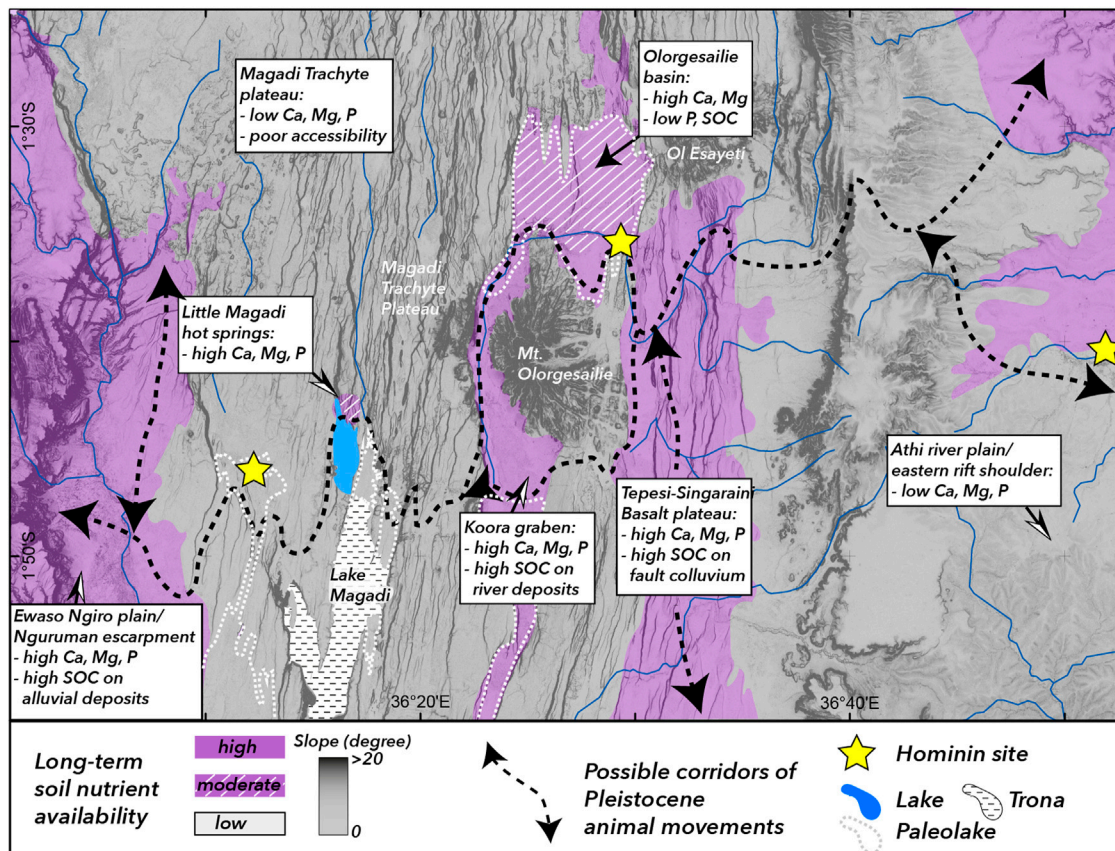 Magadi Trachyte
plateau:
- low Ca, Mg, P
- poor accessibility
Olorgesailie
basin:
- high Ca, Mg
- low P, SOC
Ol Esayeti
1°30'S
Magadi
Trachyte
Plateau
Little Magadi
hot springs:
- high Ca, Mg, P
Mt.
Olorgesailie
Athi river plain/
eastern rift shoulder:
- low Ca, Mg, P
Tepesi-Singaraini
Basalt plateau:
- high Ca, Mg, P
- high SOC on
fault colluvium
Koora graben:
- high Ca, Mg, P
- high SOC on
river deposits
1°50'S
Lake
Magadi
Ewaso Ngiro plain/
Nguruman escarpment
- high Ca, Mg, P
- high SOC on
alluvial deposits
36°20'E
36°40'E
Long-term
soil nutrient
availability
high
moderate
low
Slope (degree)
>20
0
Possible corridors of
Pleistocene
animal movements
Hominin site
Lake
Trona
Paleolake